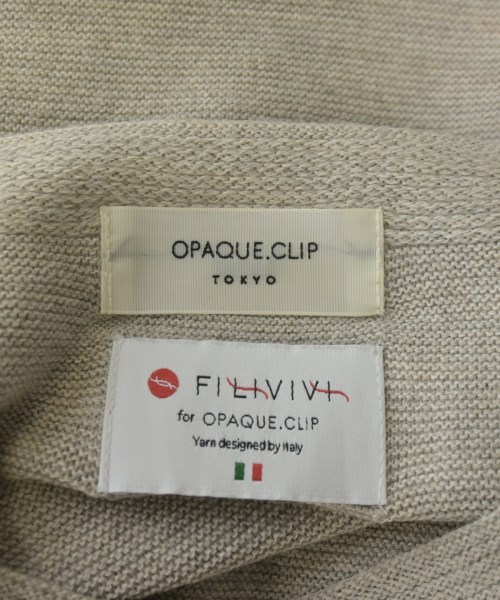 OPAQUE.CLIP
TOKYO
FILIVIVI
for OPAQUE.CLIP
Yarn designed by Italy